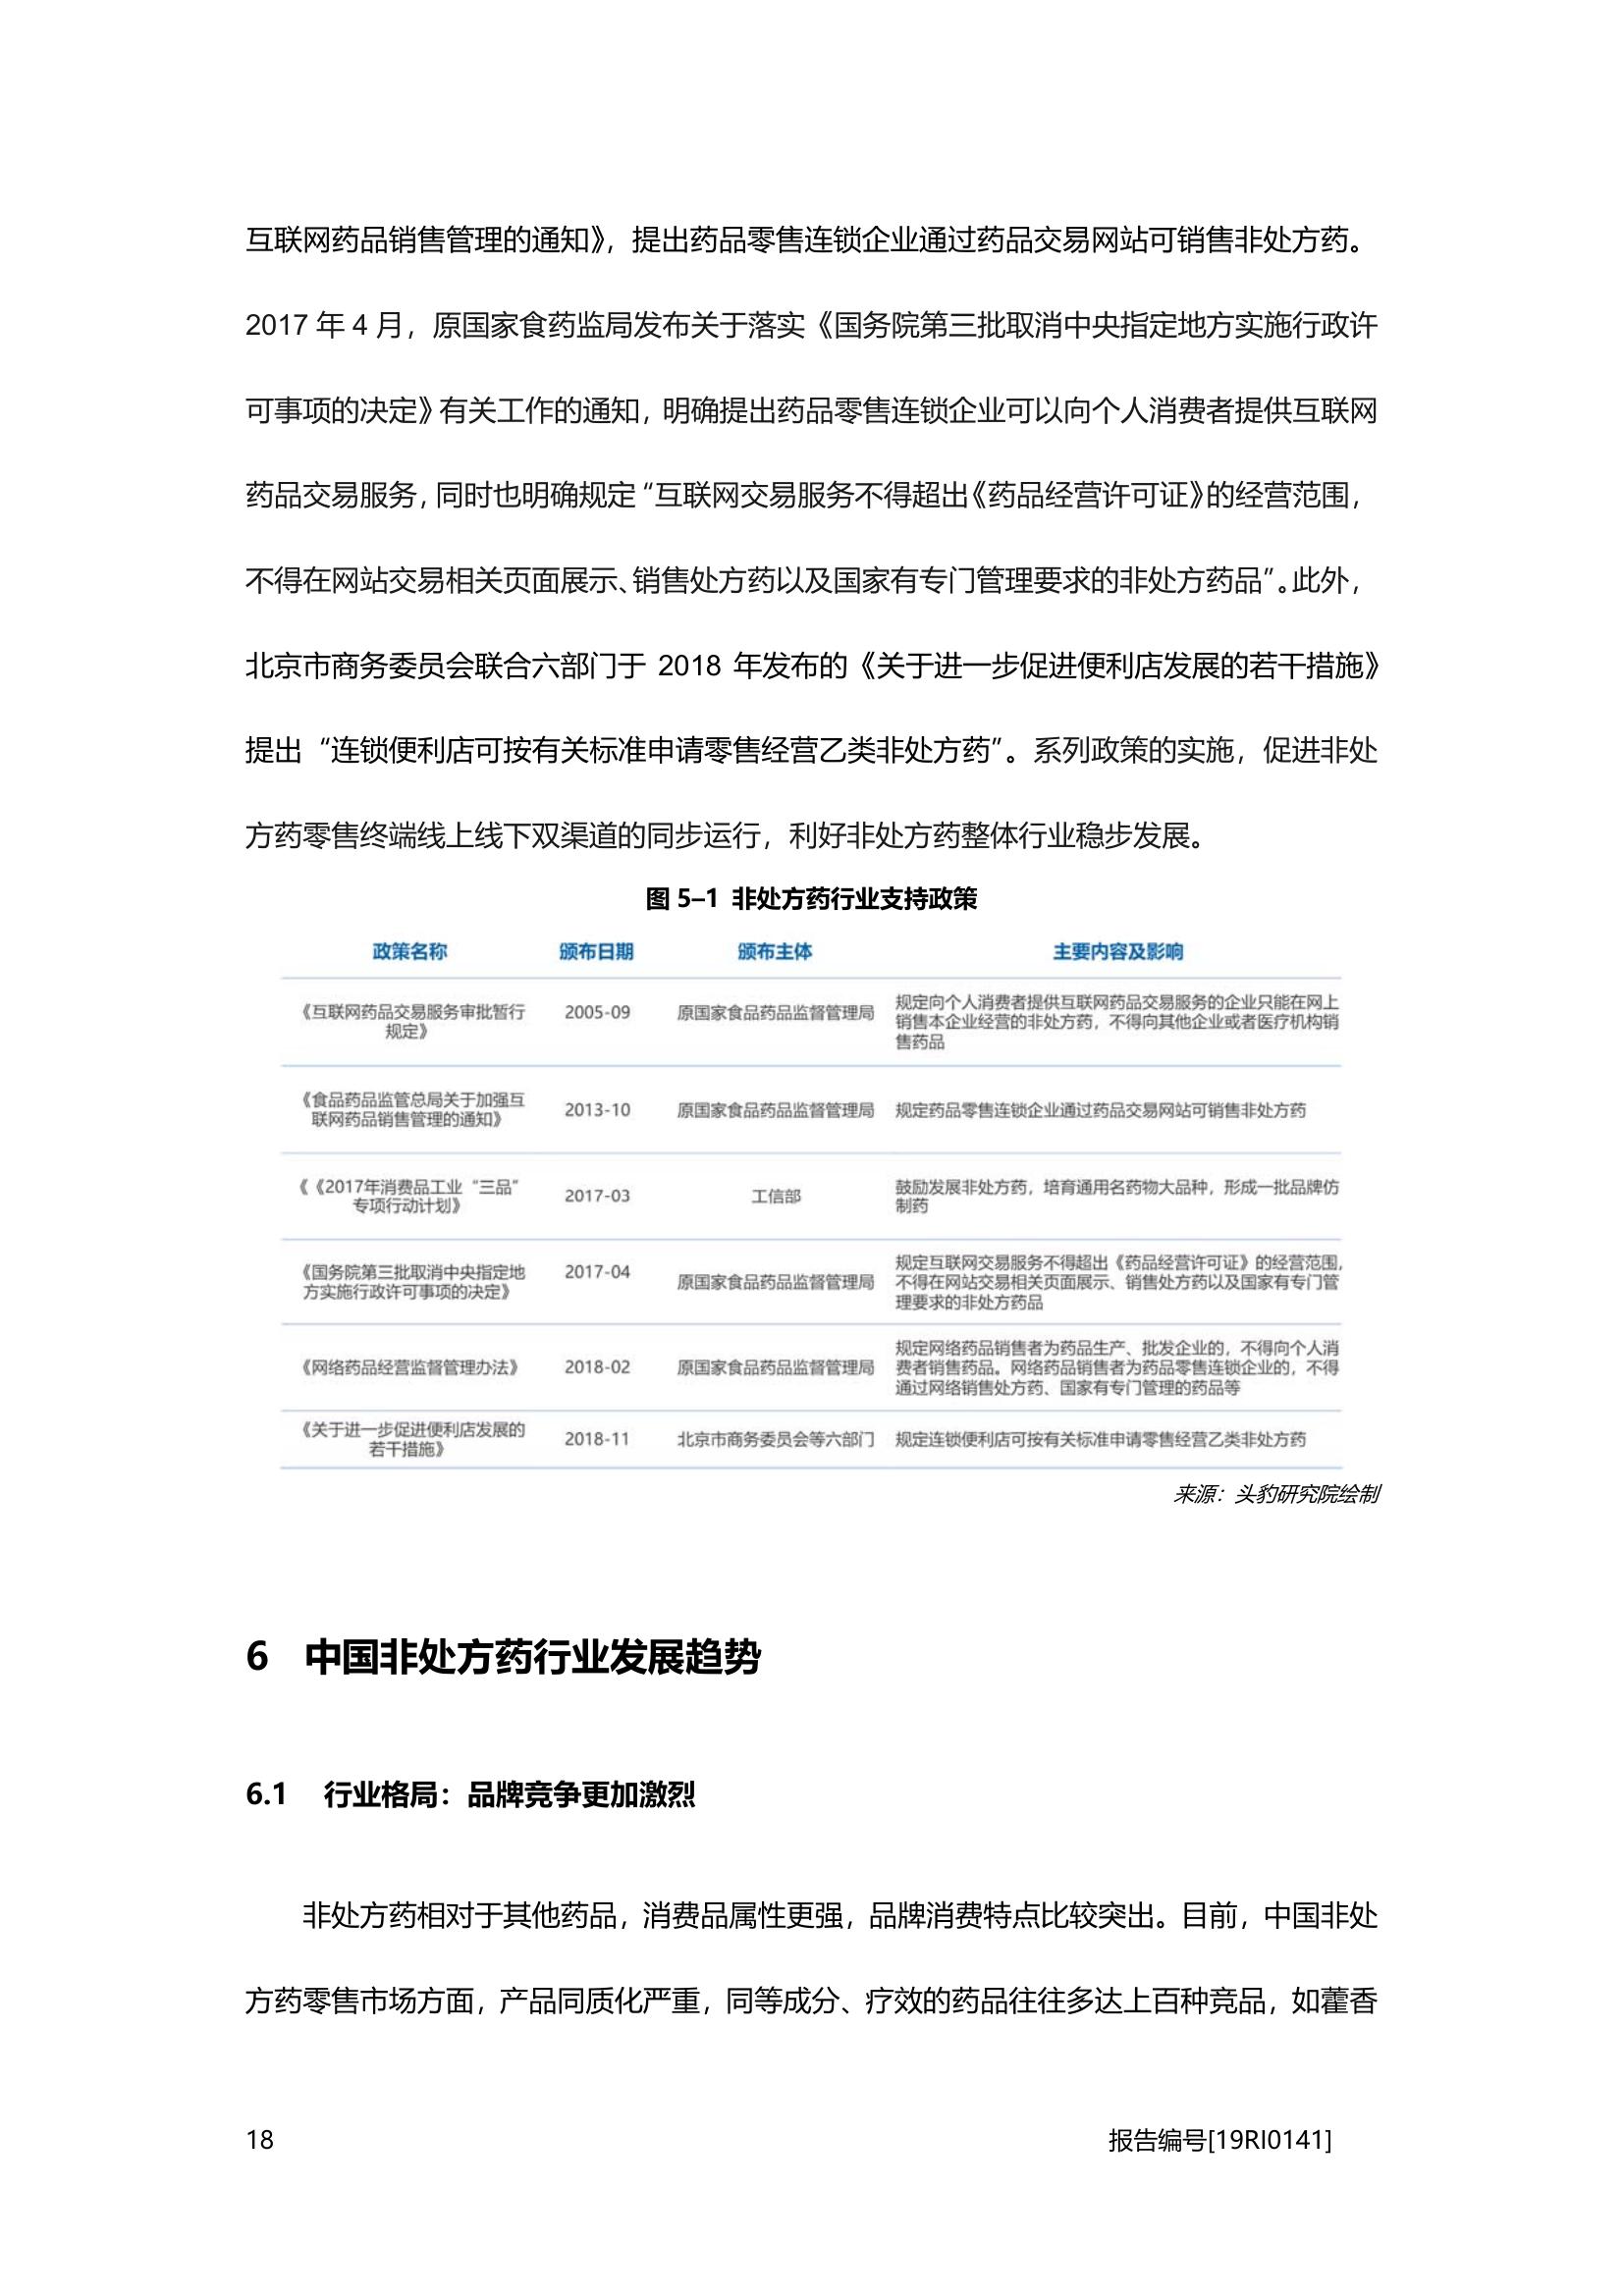 互联网药品销售管理的通知》，提出药品零售连锁企业通过药品交易网站可销售非处方药。
2017 年 4 月，原国家食药监局发布关于落实《国务院第三批取消中央指定地方实施行政许
可事项的决定》有关工作的通知，明确提出药品零售连锁企业可以向个人消费者提供互联网
药品交易服务，同时也明确规定“互联网交易服务不得超出《药品经营许可证》的经营范围，
不得在网站交易相关页面展示、销售处方药以及国家有专门管理要求的非处方药品”。此外，
北京市商务委员会联合六部门于 2018 年发布的《关于进一步促进便利店发展的若干措施》
提出“连锁便利店可按有关标准申请零售经营乙类非处方药”。系列政策的实施，促进非处
方药零售终端线上线下双渠道的同步运行，利好非处方药整体行业稳步发展。
图 5-1 非处方药行业支持政策
政策名称 颁布日期 颁布主体 主要内容及影响
《互联网药品交易服务审批暂行
规定》
2005-09
原国家食品药品监督管理局
规定向个人消费者提供互联网药品交易服务的企业只能在网上
销售本企业经营的非处方药，不得向其他企业或者医疗机构销
售药品
《食品药品监管总局关于加强互
联网药品销售管理的通知》
2013-10
原国家食品药品监督管理局
规定药品零售连锁企业通过药品交易网站可销售非处方药
《《2017年消费品工业“三品”
专项行动计划》
2017-03
工信部
鼓励发展非处方药，培育通用名药物大品种，形成一批品牌仿
制药
《国务院第三批取消中央指定地
方实施行政许可事项的决定》
2017-04
原国家食品药品监督管理局
规定互联网交易服务不得超出《药品经营许可证》的经营范围，
不得在网站交易相关页面展示、销售处方药以及国家有专门管
理要求的非处方药品
《网络药品经营监督管理办法》
2018-02
原国家食品药品监督管理局
规定网络药品销售者为药品生产、批发企业的，不得向个人消
费者销售药品。网络药品销售者为药品零售连锁企业的，不得
通过网络销售处方药、国家有专门管理的药品等
《关于进一步促进便利店发展的
若干措施》
2018-11
北京市商务委员会等六部门
规定连锁便利店可按有关标准申请零售经营乙类非处方药
来源：头豹研究院绘制
6 中国非处方药行业发展趋势
6.1 行业格局：品牌竞争更加激烈
非处方药相对于其他药品，消费品属性更强，品牌消费特点比较突出。目前，中国非处
方药零售市场方面，产品同质化严重，同等成分、疗效的药品往往多达上百种竞品，如藿香
18 报告编号[19RI0141]